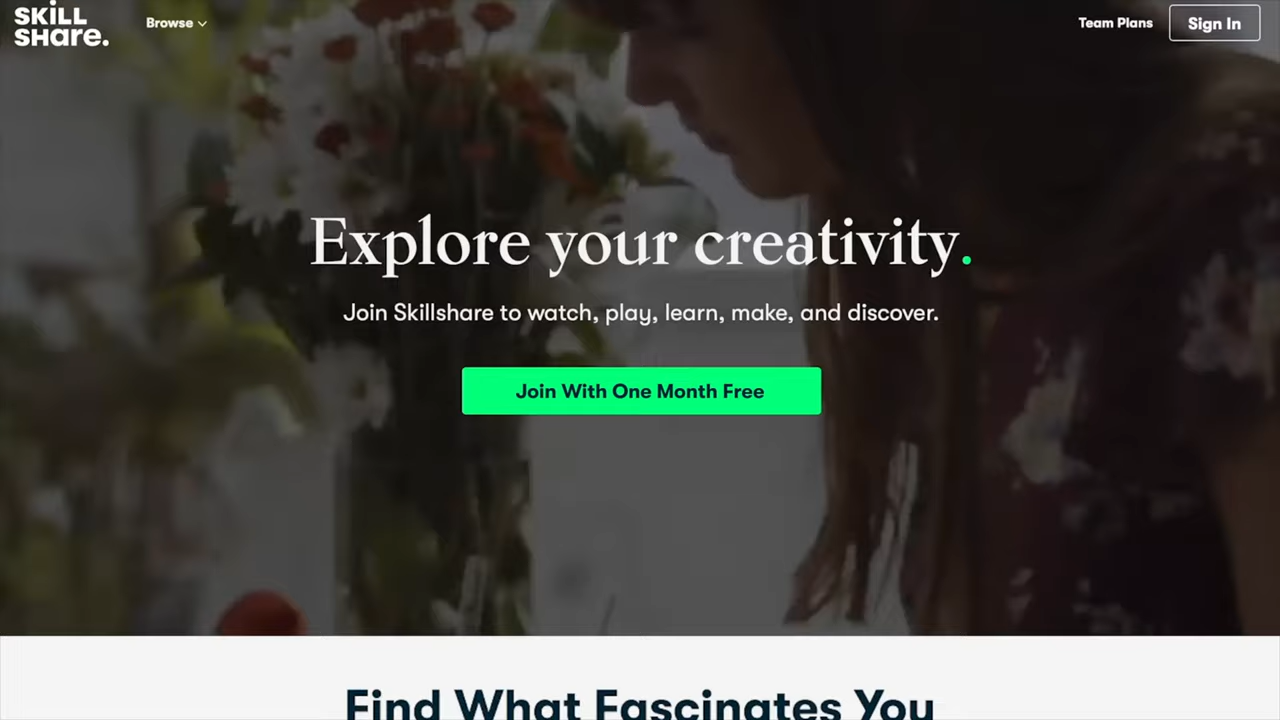 SKiLL
SHare.
Browse
Team Plans
Sign In
Explore your creativity.
Join Skillshare to watch, play, learn, make, and discover.
Join With One Month Free
Find What Fascinates You